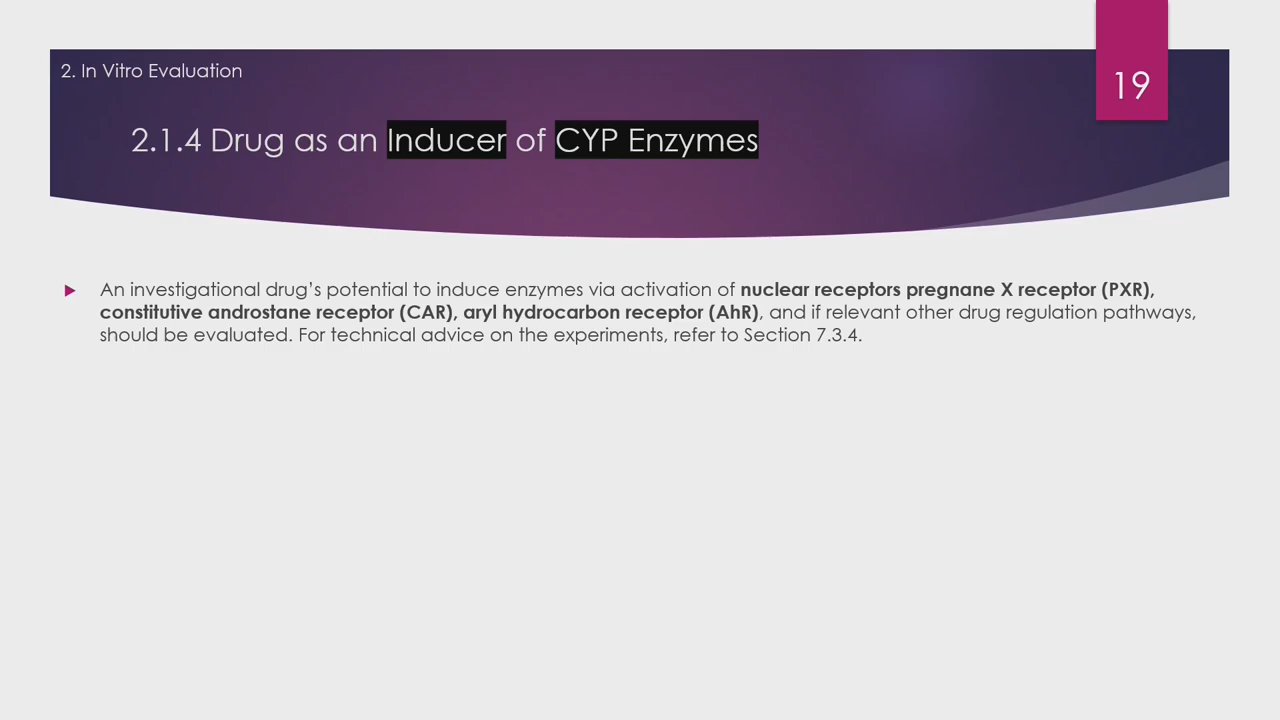 2. In Vitro Evaluation
19
2.1.4 Drug as an Inducer of CYP Enzymes
An investigational drug’s potential to induce enzymes via activation of nuclear receptors pregnane X receptor (PXR),
constitutive androstane receptor (CAR), aryl hydrocarbon receptor (AhR), and if relevant other drug regulation pathways,
should be evaluated. For technical advice on the experiments, refer to Section 7.3.4.